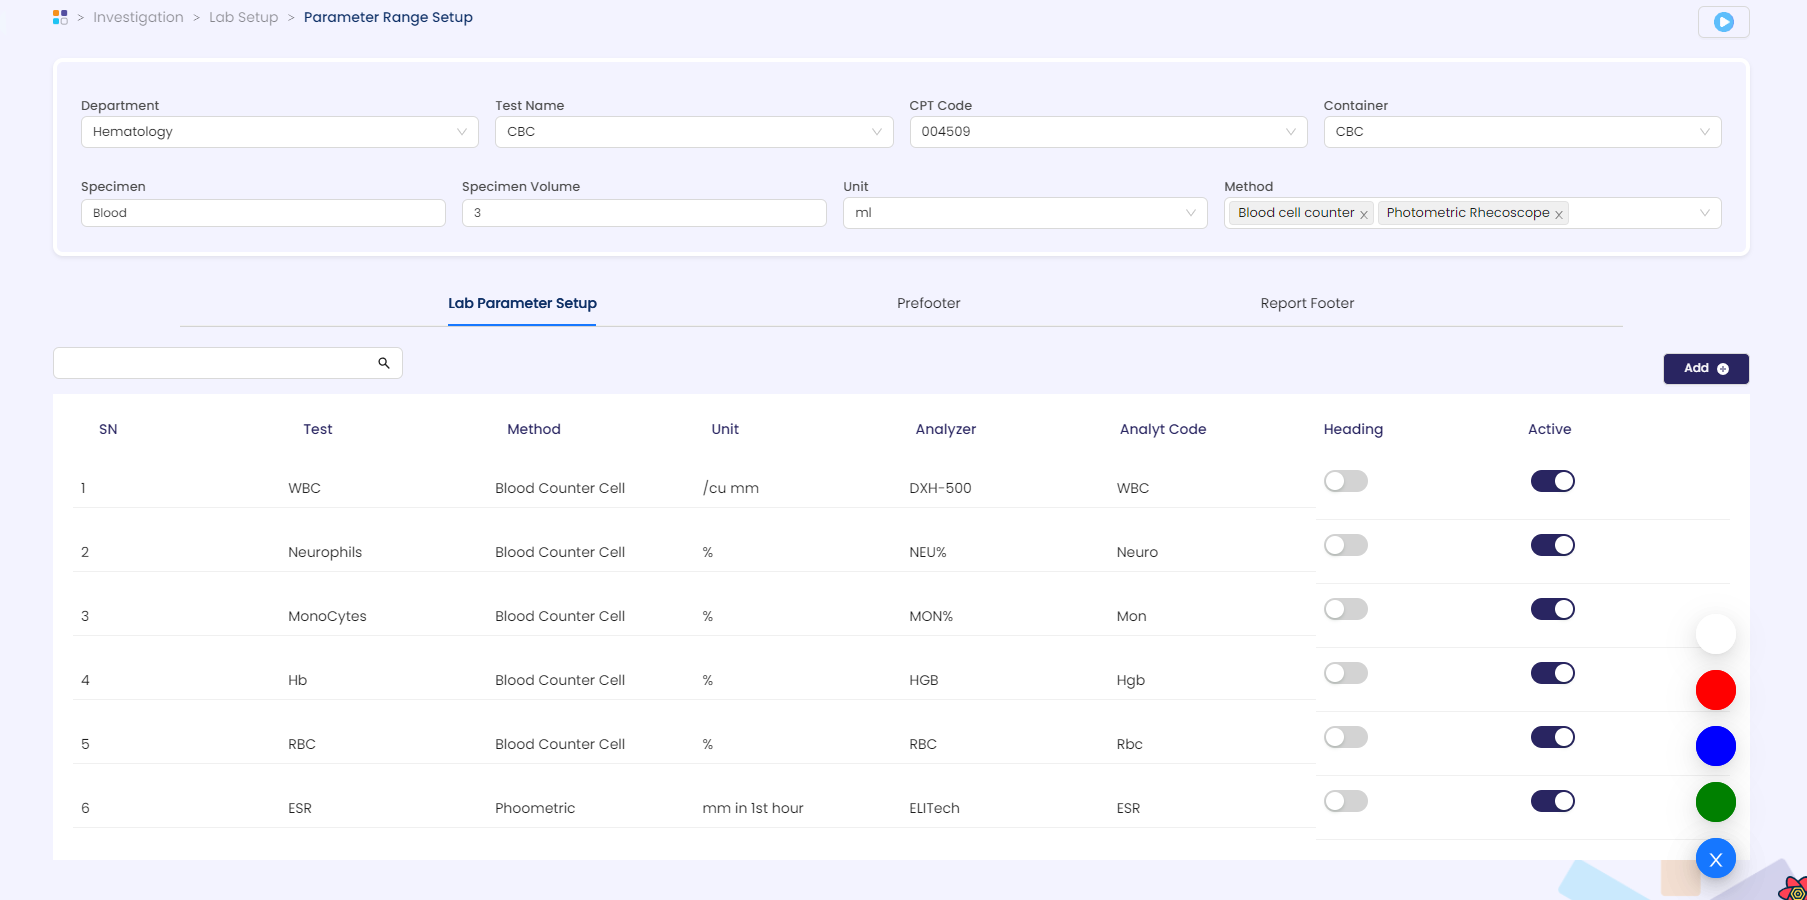 > Investigation > Lab Setup > Parameter Range Setup
Department Test Name CPT Code Container
Hematology CBC 004509 CBC
Specimen Specimen Volume Unit Method
Blood 3 ml Blood cell counter x Photometric Rhecoscope x
Lab Parameter Setup Prefooter Report Footer
Add
SN Test Method Unit Analyzer Analyt Code Heading Active
1 WBC Blood Counter Cell /cu mm DXH-500 WBC
2 Neurophils Blood Counter Cell % NEU% Neuro
3 MonoCytes Blood Counter Cell % MON% Mon
4 Hb Blood Counter Cell % HGB Hgb
5 RBC Blood Counter Cell % RBC Rbc
6 ESR Phoometric mm in 1st hour ELITech ESR
X